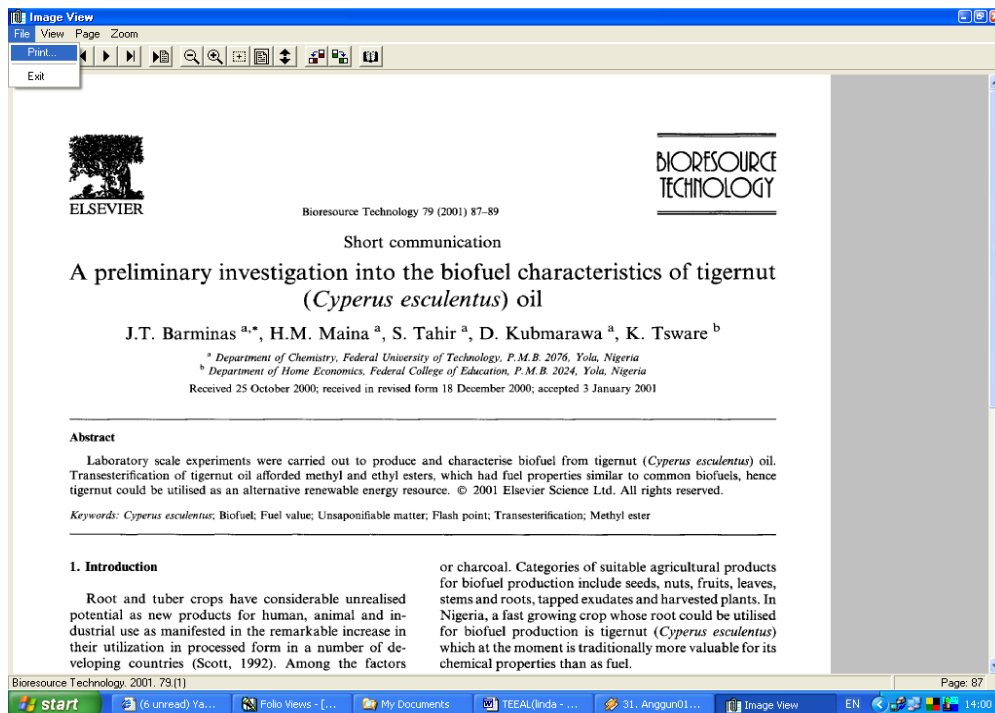 Image View
File View Page Zoom
Print...
Exit
ELSEVIER
BIORESOURCE
TECHNOLOGY
Bioresource Technology 79 (2001) 87–89
Short communication
A preliminary investigation into the biofuel characteristics of tigernut
(Cyperus esculentus) oil
J.T. Barminas a,*, H.M. Maina a, S. Tahir a, D. Kubmarawa a, K. Tsware b
a Department of Chemistry, Federal University of Technology, P.M.B. 2076, Yola, Nigeria
b Department of Home Economics, Federal College of Education, P.M.B. 2024, Yola, Nigeria
Received 25 October 2000; received in revised form 18 December 2000; accepted 3 January 2001
Abstract
Laboratory scale experiments were carried out to produce and characterise biofuel from tigernut (Cyperus esculentus) oil.
Transesterification of tigernut oil afforded methyl and ethyl esters, which had fuel properties similar to common biofuels, hence
tigernut could be utilised as an alternative renewable energy resource. © 2001 Elsevier Science Ltd. All rights reserved.
Keywords: Cyperus esculentus; Biofuel; Fuel value; Unsaponifiable matter; Flash point; Transesterification; Methyl ester
1. Introduction
Root and tuber crops have considerable unrealised
potential as new products for human, animal and in-
dustrial use as manifested in the remarkable increase in
their utilization in processed form in a number of de-
veloping countries (Scott, 1992). Among the factors
or charcoal. Categories of suitable agricultural products
for biofuel production include seeds, nuts, fruits, leaves,
stems and roots, tapped exudates and harvested plants. In
Nigeria, a fast growing crop whose root could be utilised
for biofuel production is tigernut (Cyperus esculentus)
which at the moment is traditionally more valuable for its
chemical properties than as fuel.
Bioresource Technology. 2001. 79.(1) Page: 87
start (6 unread) Ya... Folio Views - [... My Documents TEEAL(linda - ... 31. Anggun01... Image View EN 14:00